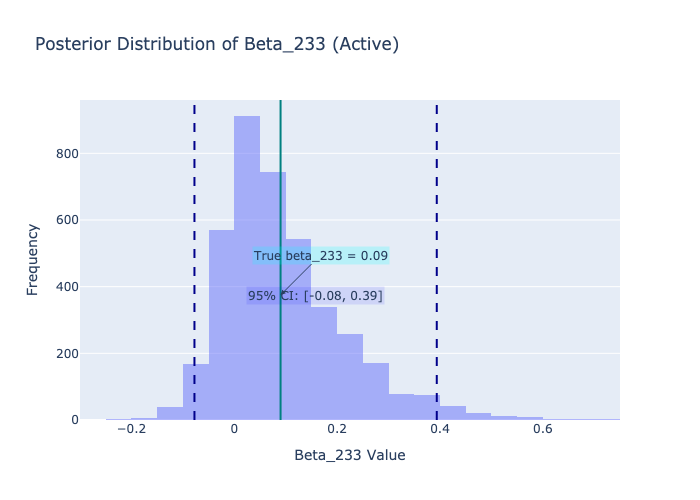 Posterior Distribution of Beta_233 (Active)
Frequency
800
600
400
200
0
True beta_233 = 0.09
95% CI: [-0.08, 0.39]
−0.2
0
0.2
0.4
0.6
Beta_233 Value